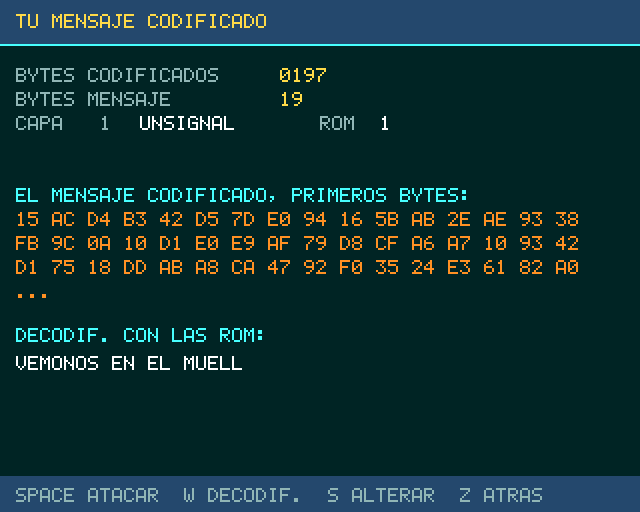 TU MENSAJE CODIFICADO
BYTES CODIFICADOS 0197
BYTES MENSAJE 19
CAPA 1 UNSIGNAL ROM 1
EL MENSAJE CODIFICADO, PRIMEROS BYTES:
15 AC D4 B3 42 D5 7D E0 94 16 5B AB 2E AE 93 38
FB 9C 0A 10 D1 E0 E9 AF 79 D8 CF A6 A7 10 93 42
D1 75 18 DD AB A8 CA 47 92 F0 35 24 E3 61 82 A0
...
DECODIF. CON LAS ROM:
VEMONOS EN EL MUELL
SPACE ATACAR W DECODIF. S ALTERAR Z ATRAS